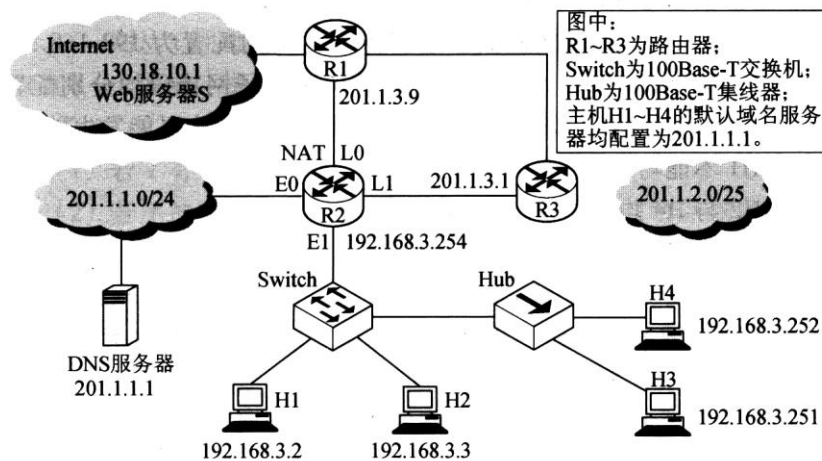 Internet
130.18.10.1
Web服务器S
R1
201.1.3.9
图中：
R1~R3为路由器；
Switch为100Base-T交换机；
Hub为100Base-T集线器；
主机H1~H4的默认域名服务
器均配置为201.1.1.1。
NAT
L0
201.1.1.0/24
E0
L1
R2
201.1.3.1
R3
201.1.2.0/25
E1
192.168.3.254
Switch
Hub
H4
192.168.3.252
DNS服务器
201.1.1.1
H1
H2
H3
192.168.3.251
192.168.3.2
192.168.3.3